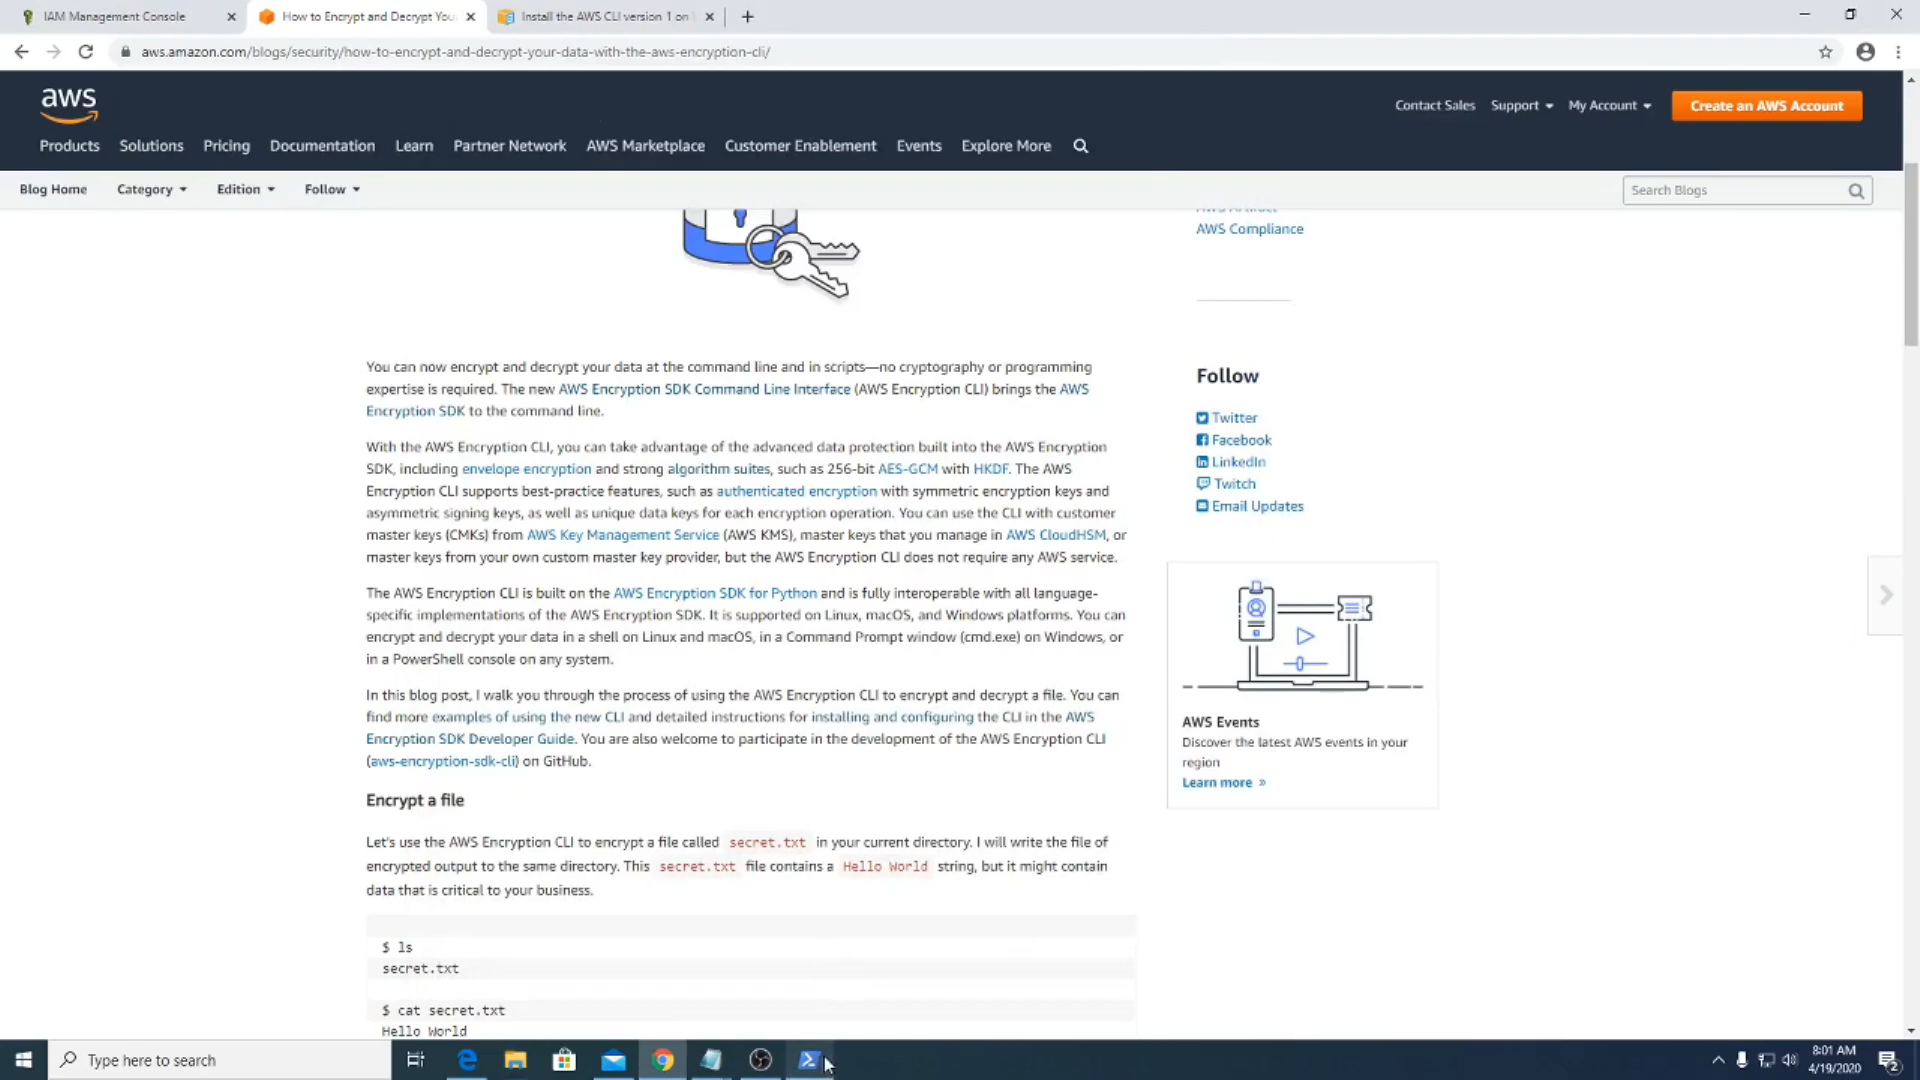 IAM Management Console
How to Encrypt and Decrypt You
Install the AWS CLI version 1 on
aws.amazon.com/blogs/security/how-to-encrypt-and-decrypt-your-data-with-the-aws-encryption-cli/
aws
Contact Sales
Support
My Account
Create an AWS Account
Products
Solutions
Pricing
Documentation
Learn
Partner Network
AWS Marketplace
Customer Enablement
Events
Explore More
Blog Home
Category
Edition
Follow
Search Blogs
AWS Artifact
AWS Compliance
You can now encrypt and decrypt your data at the command line and in scripts—no cryptography or programming
expertise is required. The new AWS Encryption SDK Command Line Interface (AWS Encryption CLI) brings the AWS
Encryption SDK to the command line.
With the AWS Encryption CLI, you can take advantage of the advanced data protection built into the AWS Encryption
SDK, including envelope encryption and strong algorithm suites, such as 256-bit AES-GCM with HKDF. The AWS
Encryption CLI supports best-practice features, such as authenticated encryption with symmetric encryption keys and
asymmetric signing keys, as well as unique data keys for each encryption operation. You can use the CLI with customer
master keys (CMKs) from AWS Key Management Service (AWS KMS), master keys that you manage in AWS CloudHSM, or
master keys from your own custom master key provider, but the AWS Encryption CLI does not require any AWS service.
The AWS Encryption CLI is built on the AWS Encryption SDK for Python and is fully interoperable with all language-
specific implementations of the AWS Encryption SDK. It is supported on Linux, macOS, and Windows platforms. You can
encrypt and decrypt your data in a shell on Linux and macOS, in a Command Prompt window (cmd.exe) on Windows, or
in a PowerShell console on any system.
In this blog post, I walk you through the process of using the AWS Encryption CLI to encrypt and decrypt a file. You can
find more examples of using the new CLI and detailed instructions for installing and configuring the CLI in the AWS
Encryption SDK Developer Guide. You are also welcome to participate in the development of the AWS Encryption CLI
(aws-encryption-sdk-cli) on GitHub.
Encrypt a file
Let's use the AWS Encryption CLI to encrypt a file called secret.txt in your current directory. I will write the file of
encrypted output to the same directory. This secret.txt file contains a Hello World string, but it might contain
data that is critical to your business.
$ ls
secret.txt
$ cat secret.txt
Hello World
Follow
Twitter
Facebook
LinkedIn
Twitch
Email Updates
AWS Events
Discover the latest AWS events in your
region
Learn more »
Type here to search
8:01 AM
4/19/2020
2